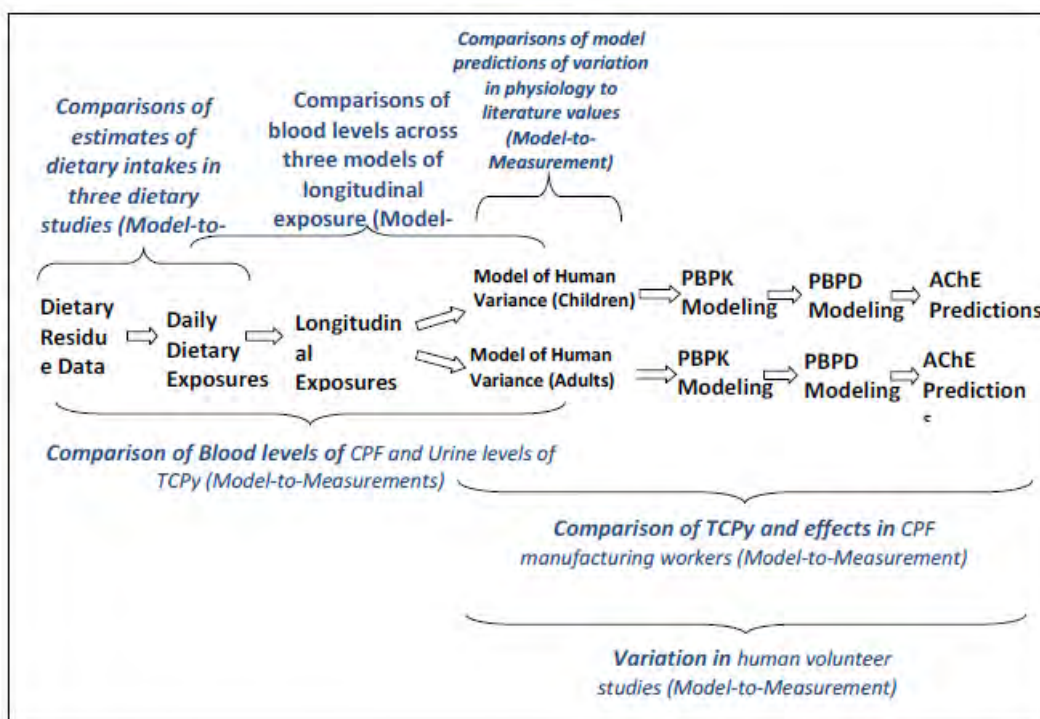 Comparisons of
estimates of
dietary intakes in
three dietary
studies (Model-to-
Comparisons of
blood levels across
three models of
longitudinal
exposure (Model-
Comparisons of model
predictions of variation
in physiology to
literature values
(Model-to-
Measurement)
Dietary
Residu
e Data
Daily
Dietary
Exposures
Longitudin
al
Exposures
Model of Human
Variance (Children)
PBPK
Modeling
PBPD
Modeling
AChE
Predictions
Model of Human
Variance (Adults)
PBPK
Modeling
PBPD
Modeling
AChE
Prediction
Comparison of Blood levels of CPF and Urine levels of
TCPy (Model-to-Measurements)
Comparison of TCPy and effects in CPF
manufacturing workers (Model-to-Measurement)
Variation in human volunteer
studies (Model-to-Measurement)